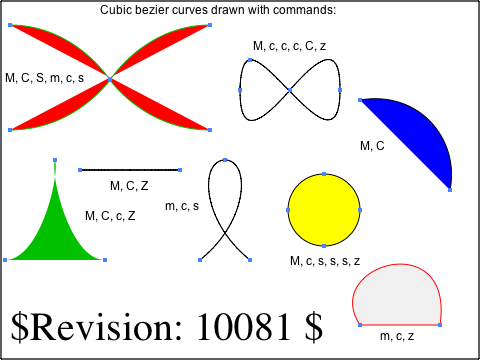 Cubic bezier curves drawn with commands:
M, c, c, c, C, z
M, C, S, m, c, s
M, C
M, C, Z
m, c, s
M, C, c, Z
M, c, s, s, s, z
$Revision: 10081 $
m, c, z